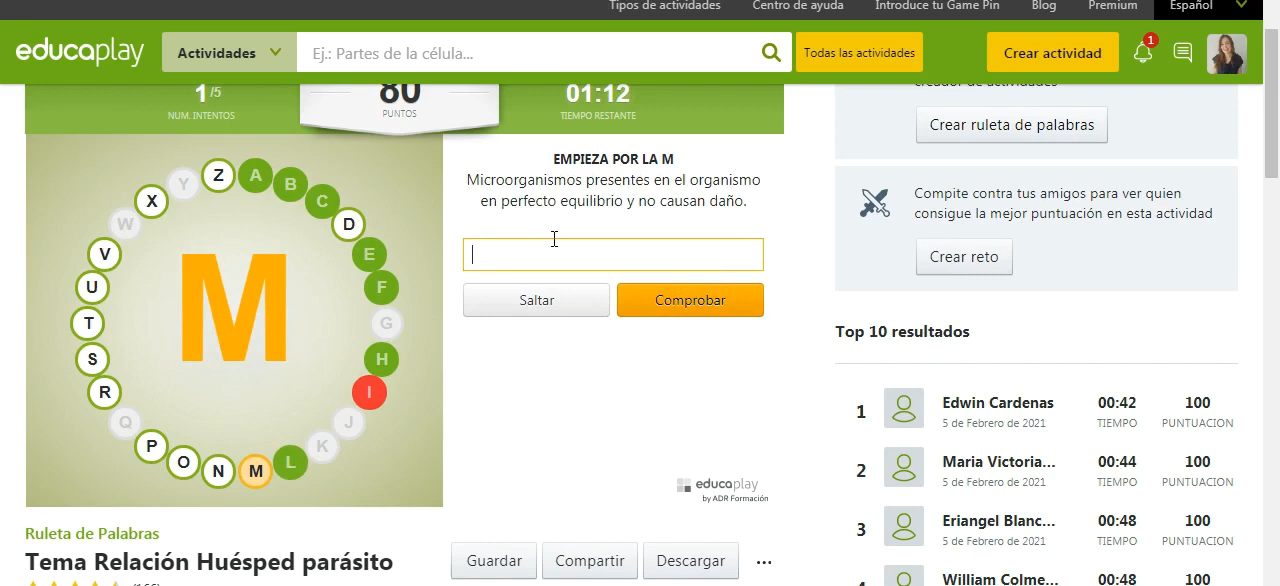 Tipos de actividades Centro de ayuda Introduce tu Game Pin Blog Premium Español
educaplay Actividades Ej.: Partes de la célula... Todas las actividades Crear actividad 1
1 /5 80 01:12
NUM. INTENTOS PUNTOS TIEMPO RESTANTE
EMPIEZA POR LA M
Microorganismos presentes en el organismo
en perfecto equilibrio y no causan daño.
Saltar Comprobar
A
B
C
D
E
F
G
H
I
J
K
L
M
N
O
P
Q
R
S
T
U
V
W
X
Y
Z
M
educaplay
by ADR Formación
Ruleta de Palabras
Tema Relación Huésped parásito
(166)
Guardar Compartir Descargar ...
creador de actividades
Crear ruleta de palabras
Compite contra tus amigos para ver quien
consigue la mejor puntuación en esta actividad
Crear reto
Top 10 resultados
1 Edwin Cardenas 00:42 100
5 de Febrero de 2021 TIEMPO PUNTUACION
2 Maria Victoria... 00:44 100
5 de Febrero de 2021 TIEMPO PUNTUACION
3 Eriangel Blanc... 00:48 100
5 de Febrero de 2021 TIEMPO PUNTUACION
William Colme... 00:48 100